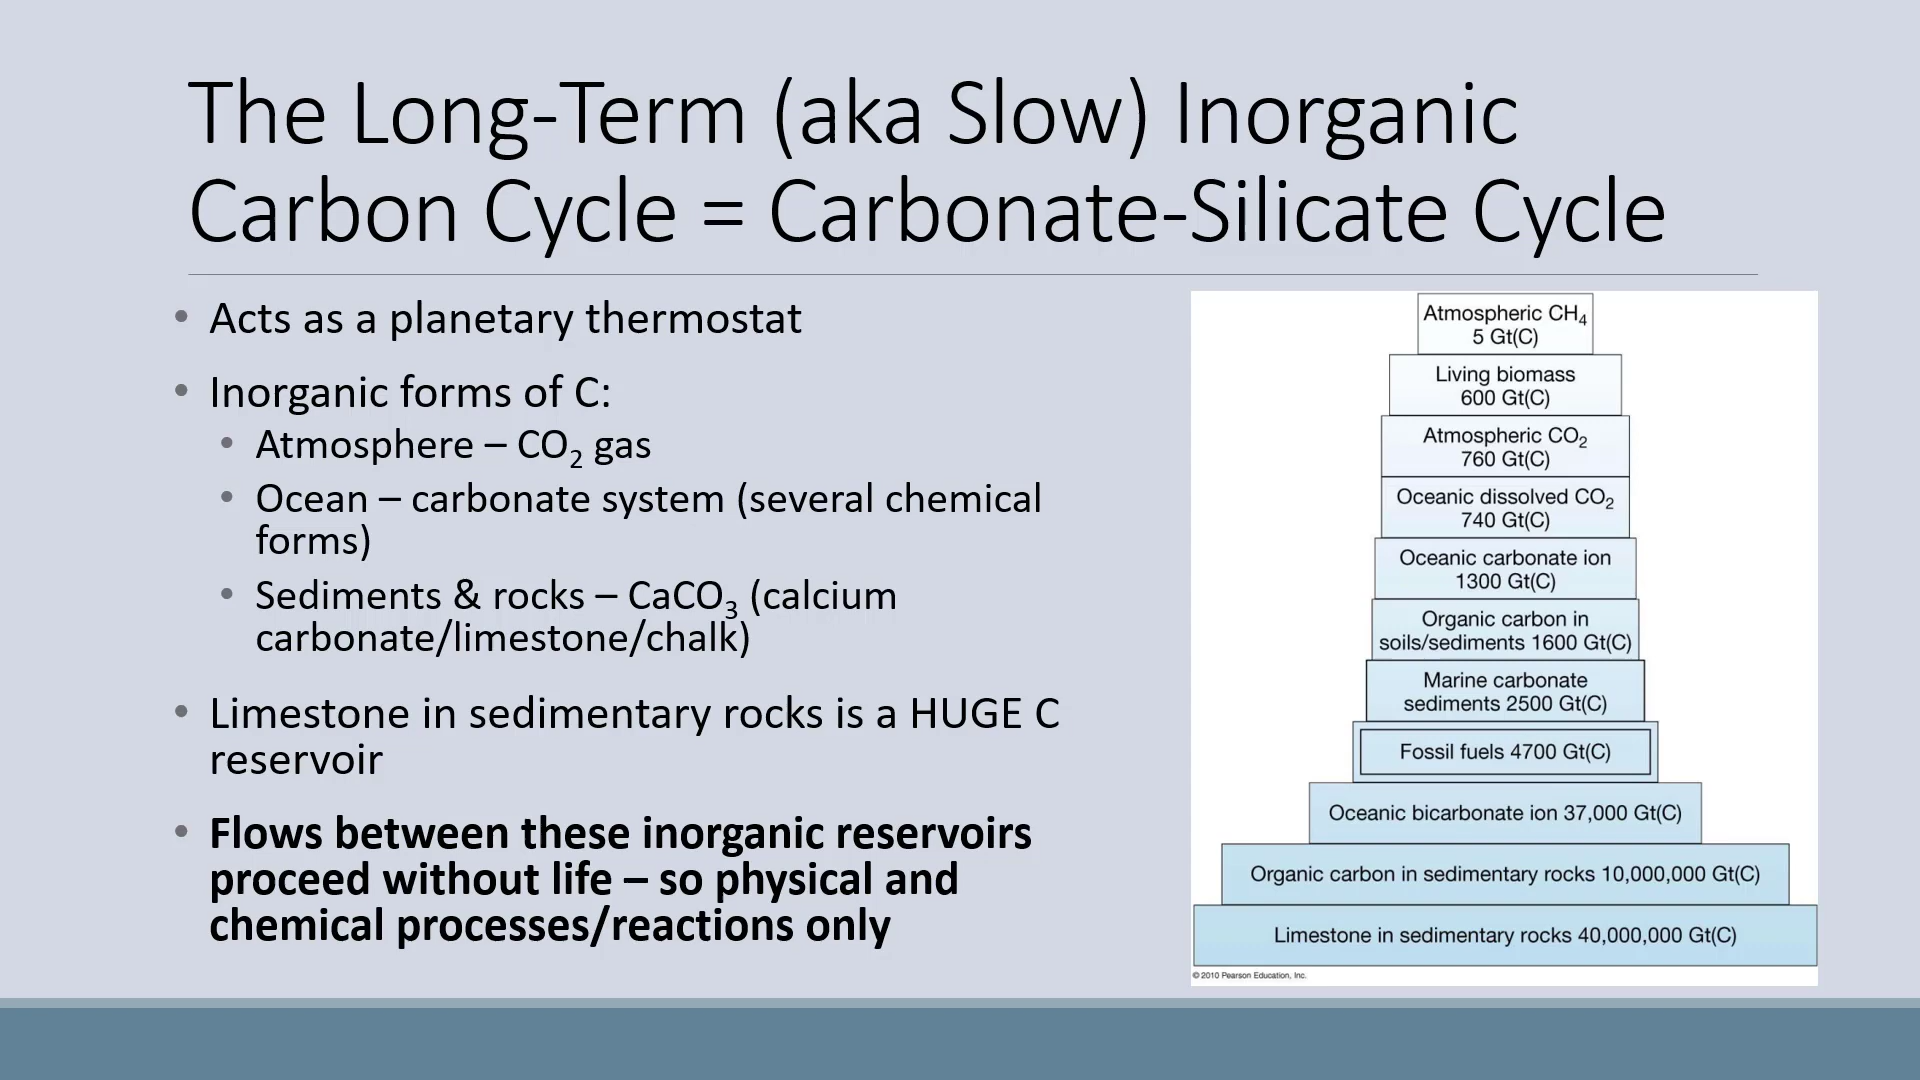 The Long-Term (aka Slow) Inorganic
Carbon Cycle = Carbonate-Silicate Cycle
• Acts as a planetary thermostat
• Inorganic forms of C:
• Atmosphere – CO₂ gas
• Ocean – carbonate system (several chemical
forms)
• Sediments & rocks – CaCO₃ (calcium
carbonate/limestone/chalk)
• Limestone in sedimentary rocks is a HUGE C
reservoir
• Flows between these inorganic reservoirs
proceed without life – so physical and
chemical processes/reactions only
Atmospheric CH₄
5 Gt(C)
Living biomass
600 Gt(C)
Atmospheric CO₂
760 Gt(C)
Oceanic dissolved CO₂
740 Gt(C)
Oceanic carbonate ion
1300 Gt(C)
Organic carbon in
soils/sediments 1600 Gt(C)
Marine carbonate
sediments 2500 Gt(C)
Fossil fuels 4700 Gt(C)
Oceanic bicarbonate ion 37,000 Gt(C)
Organic carbon in sedimentary rocks 10,000,000 Gt(C)
Limestone in sedimentary rocks 40,000,000 Gt(C)
© 2010 Pearson Education, Inc.